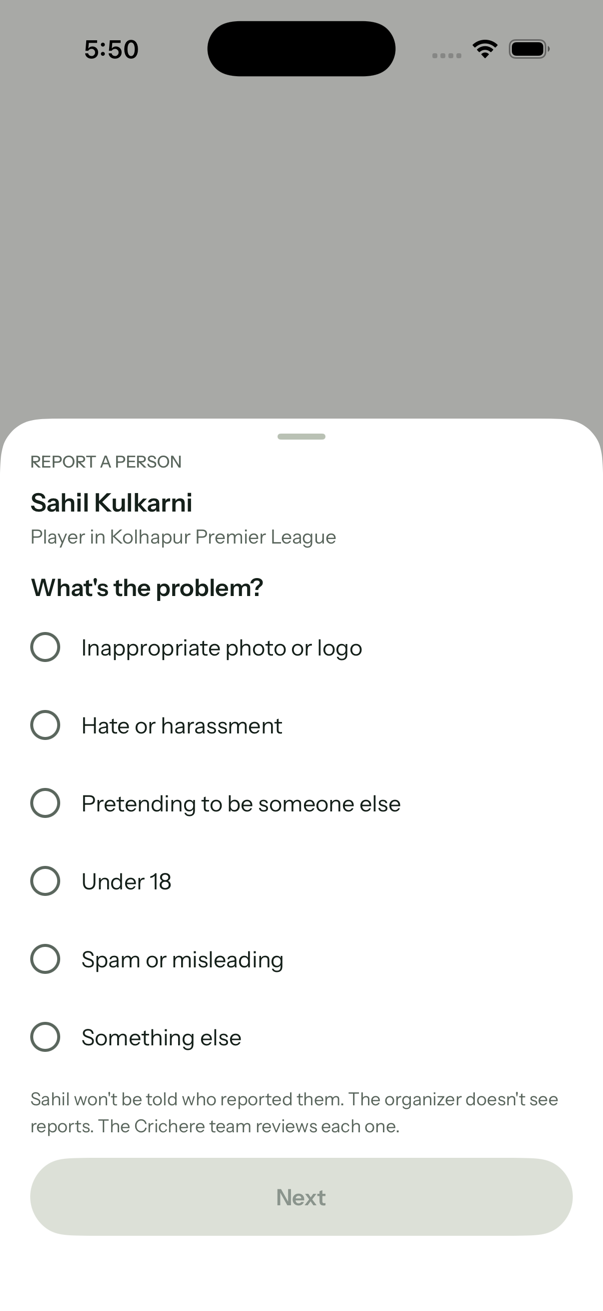 5:50
REPORT A PERSON
Sahil Kulkarni
Player in Kolhapur Premier League
What's the problem?
Inappropriate photo or logo
Hate or harassment
Pretending to be someone else
Under 18
Spam or misleading
Something else
Sahil won't be told who reported them. The organizer doesn't see
reports. The Crichere team reviews each one.
Next